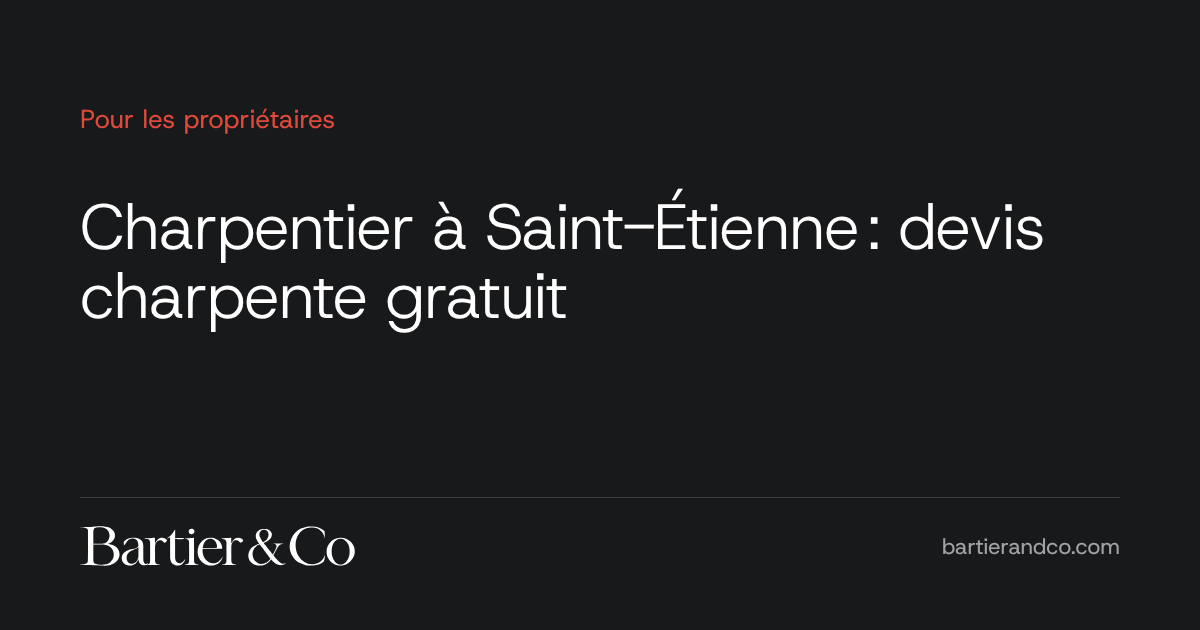 Pour les propriétaires
Charpentier à Saint-Étienne : devis
charpente gratuit
Bartier & Co
bartierandco.com